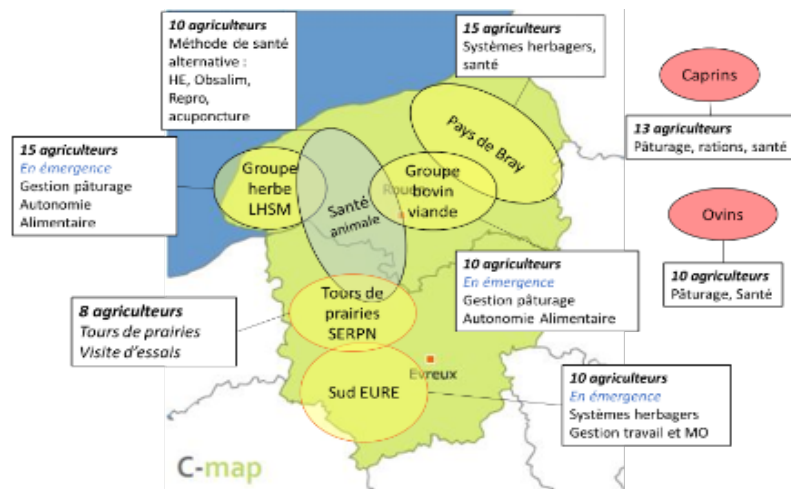 10 agriculteurs
Méthode de santé
alternative :
HE, Obsalim,
Repro,
acuponcture
15 agriculteurs
Systèmes herbagers,
santé
Caprins
13 agriculteurs
Pâturage, rations, santé
15 agriculteurs
En émergence
Gestion pâturage
Autonomie
Alimentaire
Groupe
herbe
LHSM
Santé
animale
Groupe
bovin
viande
Pays de Bray
Ovins
10 agriculteurs
Pâturage, Santé
10 agriculteurs
En émergence
Gestion pâturage
Autonomie Alimentaire
8 agriculteurs
Tours de prairies
Visite d'essais
Tours de
prairies
SERPN
Evreux
Sud EURE
10 agriculteurs
En émergence
Systèmes herbagers
Gestion travail et MO
C-map